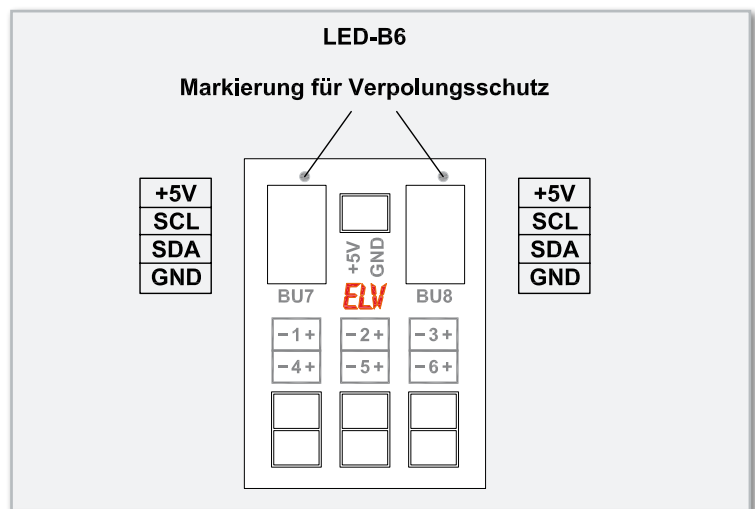 LED-B6
Markierung für Verpolungsschutz
+5V
SCL
SDA
GND
+5V
GND
+5V
SCL
SDA
GND
BU7
ELV
BU8
-1+
-2+
-3+
-4+
-5+
-6+